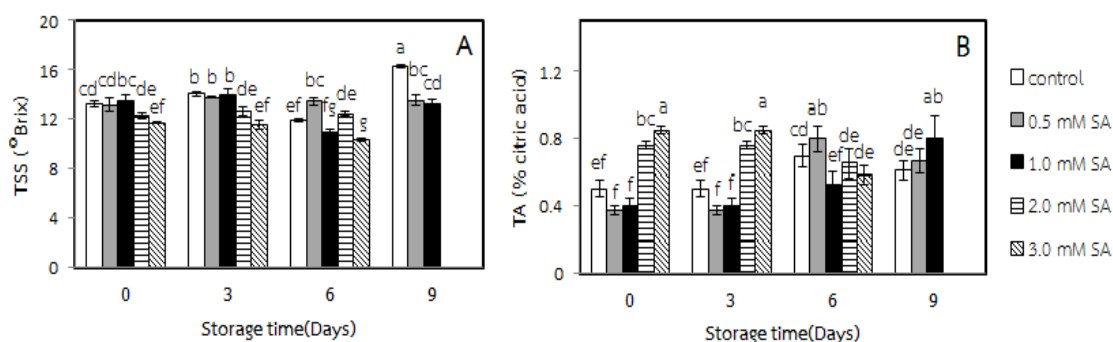 20
16
12
8
4
0
TSS (°Brix)
A
cd cd bc de ef
b b b de ef
ef bc fg de g
a bc cd
0 3 6 9
Storage time(Days)
1.2
0.8
0.4
0
TA (% citric acid)
B
ef f f bc a
ef f f bc a
cd ab ef de de
de de ab
0 3 6 9
Storage time(Days)
control
0.5 mM SA
1.0 mM SA
2.0 mM SA
3.0 mM SA